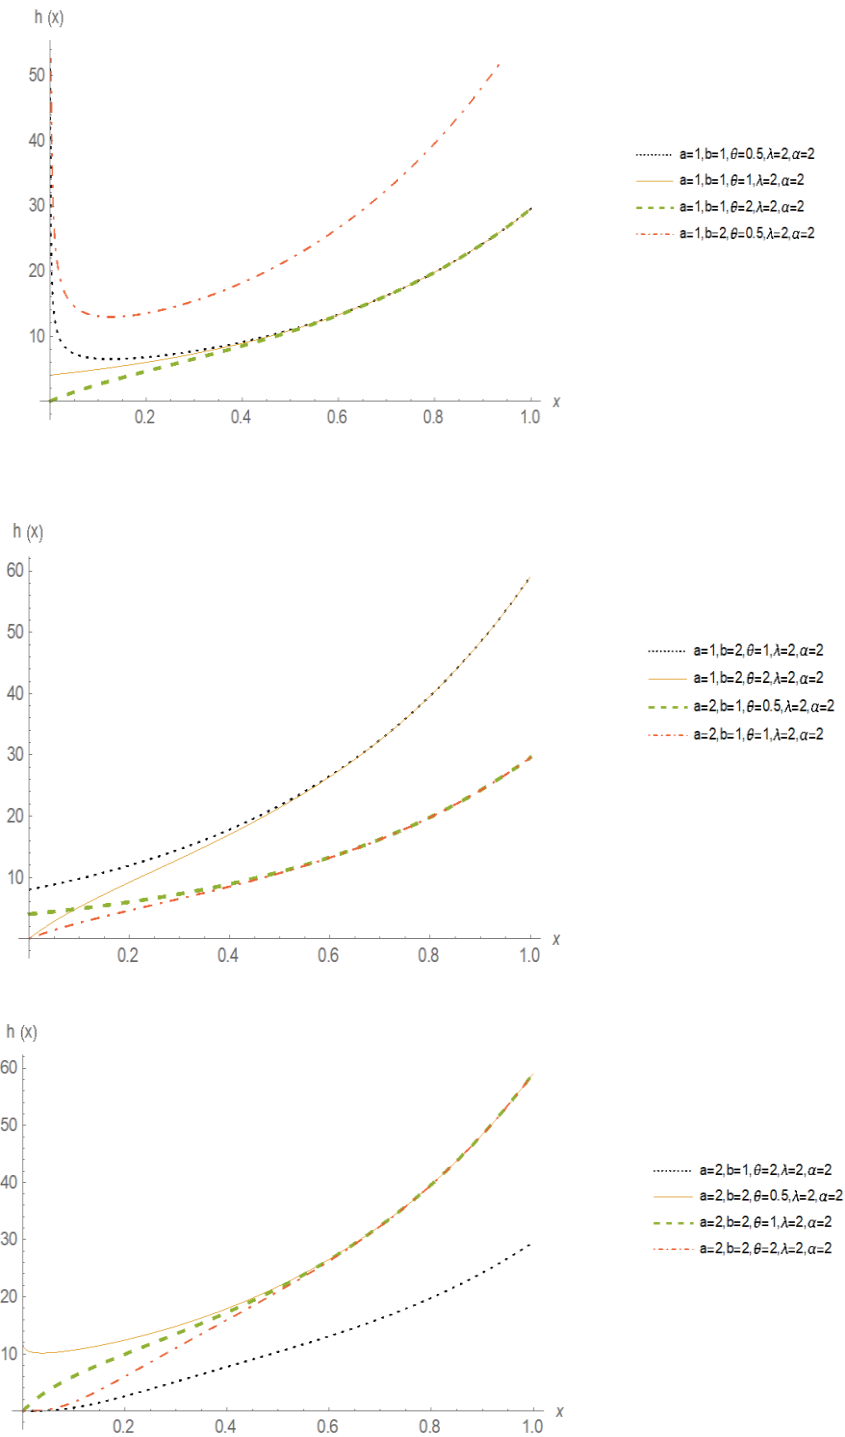 h (x)
50
40
30
20
10
0.2 0.4 0.6 0.8 1.0 x
a=1,b=1,θ=0.5,λ=2,α=2
a=1,b=1,θ=1,λ=2,α=2
a=1,b=1,θ=2,λ=2,α=2
a=1,b=2,θ=0.5,λ=2,α=2
h (x)
60
50
40
30
20
10
0.2 0.4 0.6 0.8 1.0 x
a=1,b=2,θ=1,λ=2,α=2
a=1,b=2,θ=2,λ=2,α=2
a=2,b=1,θ=0.5,λ=2,α=2
a=2,b=1,θ=1,λ=2,α=2
h (x)
60
50
40
30
20
10
0.2 0.4 0.6 0.8 1.0 x
a=2,b=1,θ=2,λ=2,α=2
a=2,b=2,θ=0.5,λ=2,α=2
a=2,b=2,θ=1,λ=2,α=2
a=2,b=2,θ=2,λ=2,α=2